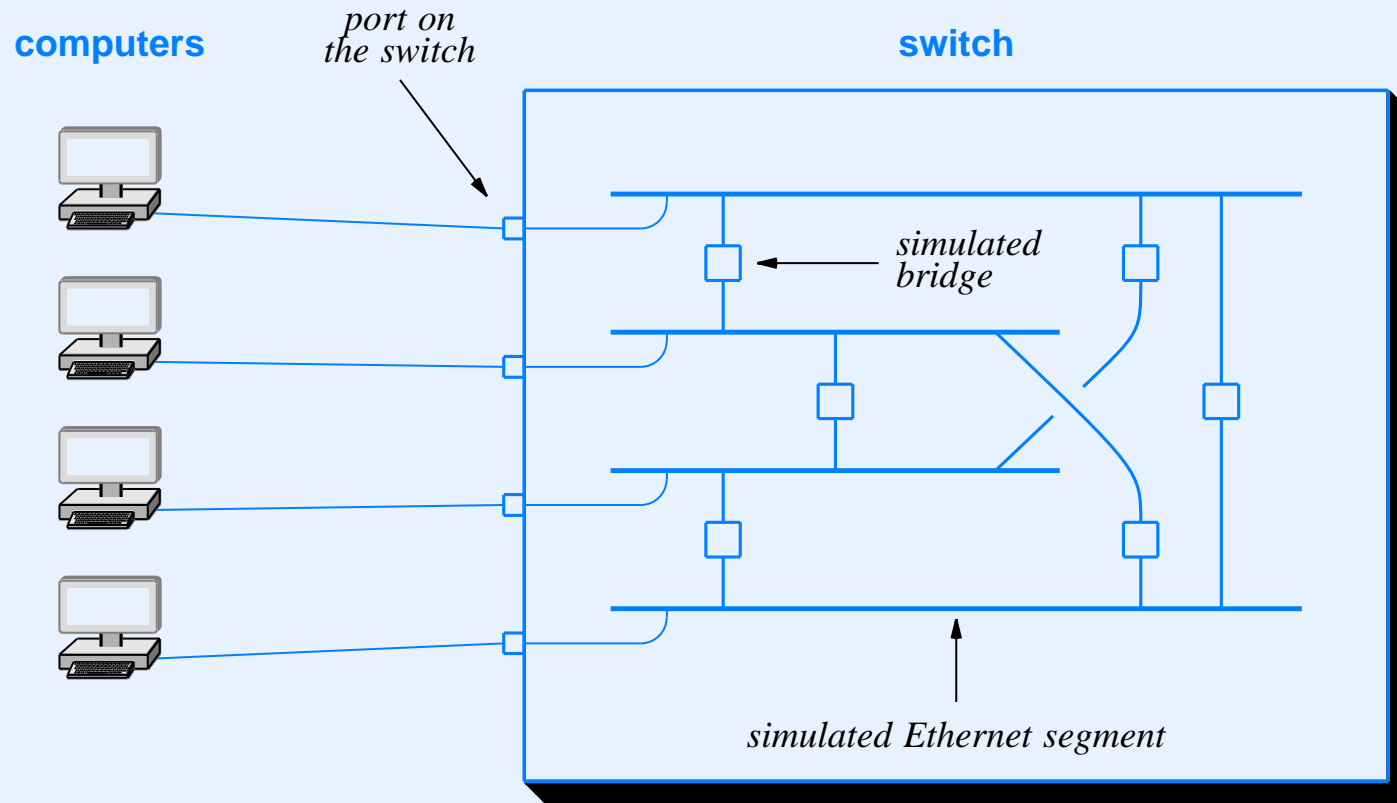 computers
port on
the switch
switch
simulated
bridge
simulated Ethernet segment